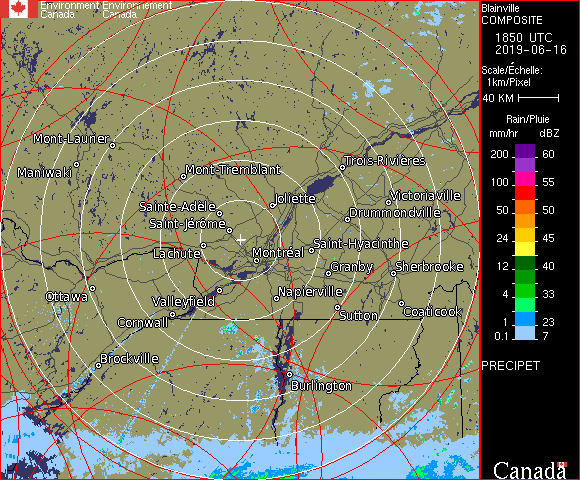 Environment Environnement
Canada Canada
Blainville
COMPOSITE
1850 UTC
2019-06-16
Scale/Échelle:
1km/Pixel
40 KM
Rain/Pluie
mm/hr dBZ
200 60
100 55
50 50
24 45
12 40
4 33
1 23
0.1 7
PRECIPET
Canada
Mont-Laurier
Maniwaki
Mont-Tremblant
Trois-Rivières
Joliette
Victoriaville
Sainte-Adèle
Drummondville
Saint-Jérôme
Saint-Hyacinthe
Lachute
Montréal
Granby
Sherbrooke
Ottawa
Valleyfield
Napierville
Cornwall
Sutton
Coaticook
Brockville
Burlington